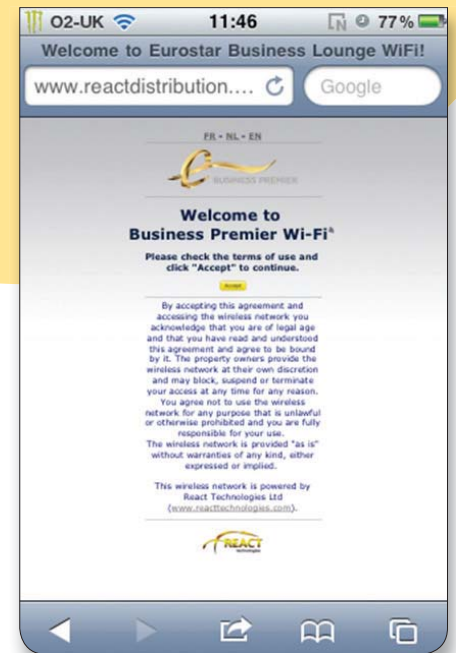 O2-UK 11:46 77%
Welcome to Eurostar Business Lounge WiFi!
www.reactdistribution.... Google
FR - NL - EN
BUSINESS PREMIER
Welcome to
Business Premier Wi-Fi
Please check the terms of use and
click "Accept" to continue.
Accept
By accepting this agreement and
accessing the wireless network you
acknowledge that you are of legal age
and that you have read and understood
this agreement and agree to be bound
by it. The property owners provide the
wireless network at their own discretion
and may block, suspend or terminate
your access at any time for any reason.
You agree not to use the wireless
network for any purpose that is unlawful
or otherwise prohibited and you are fully
responsible for your use.
The wireless network is provided "as is"
without warranties of any kind, either
expressed or implied.
This wireless network is powered by
React Technologies Ltd
(www.reacttechnologies.com).
REACT
technologies